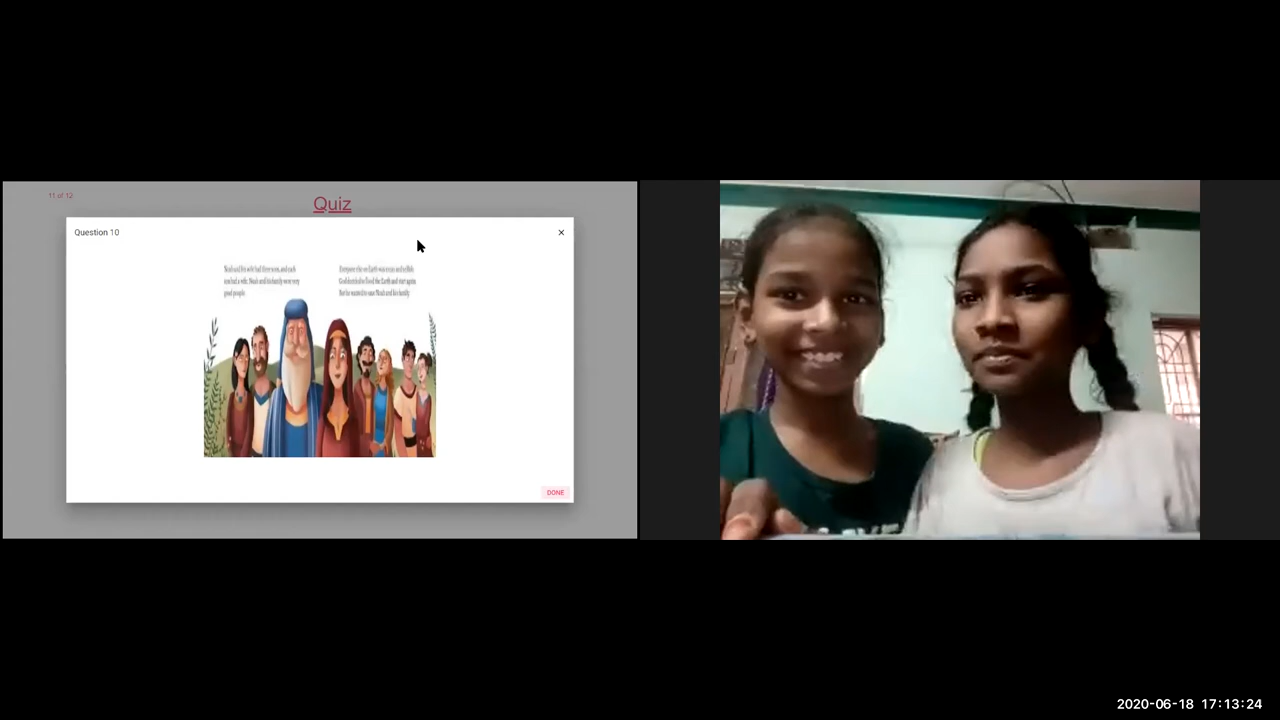 11 of 12
Quiz
Question 10
Noah and his wife had three sons, and each
son had a wife. Noah and his family were very
good people.
Everyone else on Earth was mean and selfish.
God decided to flood the Earth and start again.
But he wanted to save Noah and his family.
DONE
2020-06-18 17:13:24